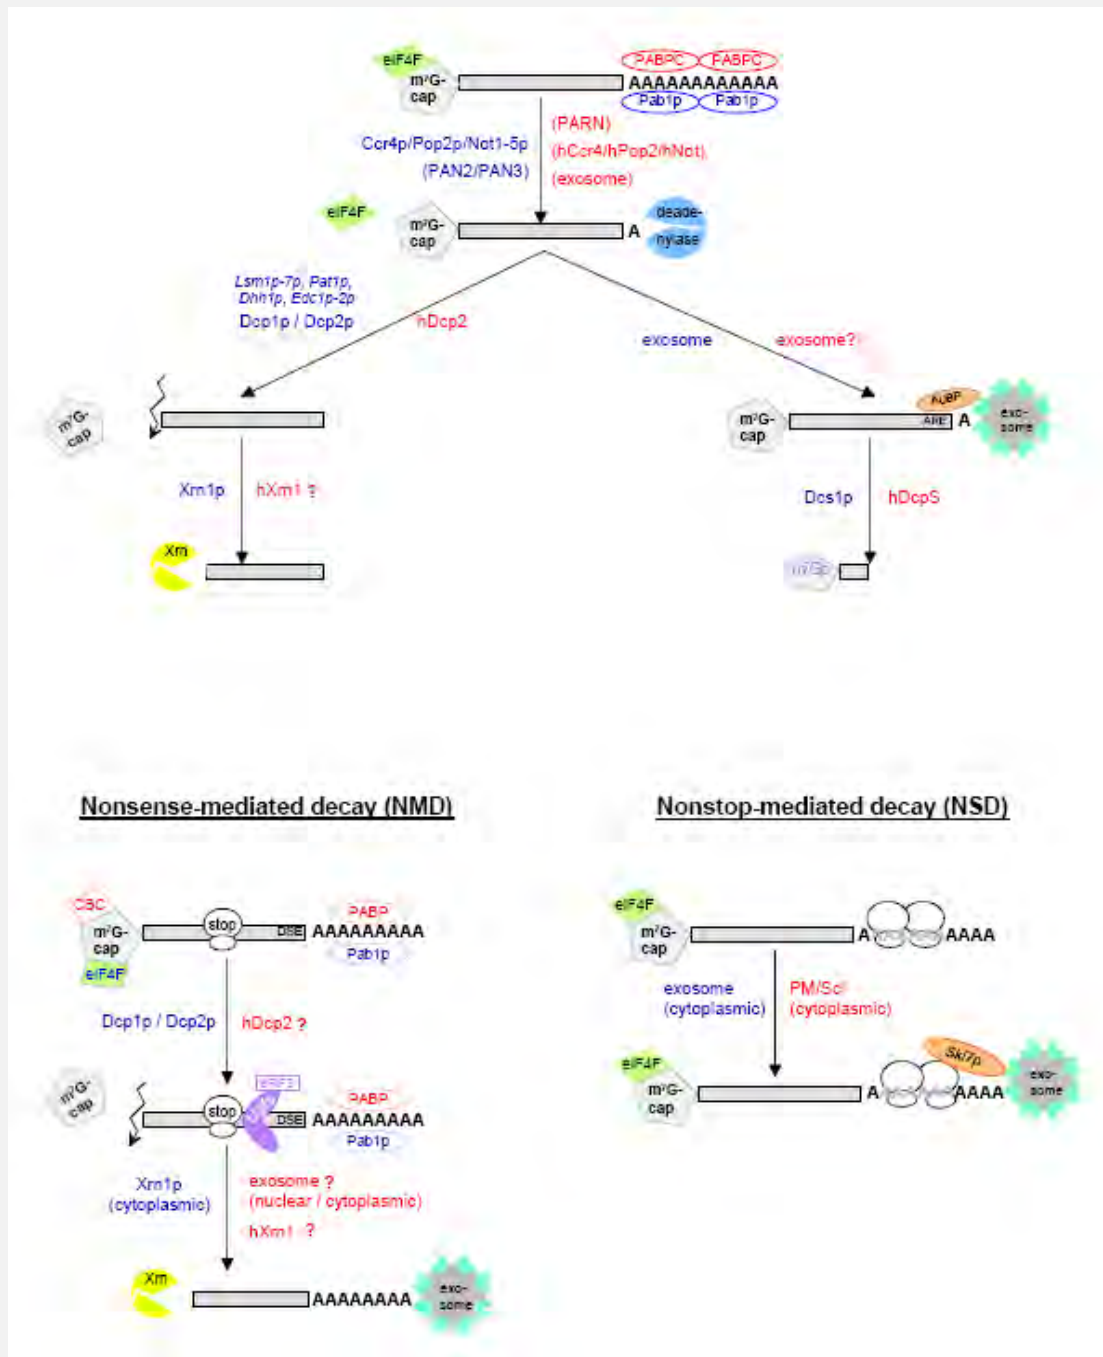 eIF4F
PABPC PABPC
m⁷G-
cap
AAAAAAAAAAAA
Pab1p Pab1p
Ccr4p/Pop2p/Not1-5p
(PAN2/PAN3)
(PARN)
(hCcr4/hPop2/hNot),
(exosome)
eIF4F
m⁷G-
cap
A
deade-
nylase
Lsm1p-7p, Pat1p,
Dhh1p, Edc1p-2p
Dcp1p / Dcp2p
hDcp2
exosome
exosome?
m⁷G-
cap
m⁷G-
cap
AUBP
ARE
A
exo-
some
Xrn1p
hXrn1 ?
Dcs1p
hDcpS
Xrn
Nonsense-mediated decay (NMD)
Nonstop-mediated decay (NSD)
CBC
m⁷G-
cap
eIF4F
stop
DSE
PABP
AAAAAAAAA
Pab1p
eIF4F
m⁷G-
cap
A
AAAA
Dcp1p / Dcp2p
hDcp2 ?
exosome
(cytoplasmic)
PM/Scl
(cytoplasmic)
m⁷G-
cap
stop
DSE
PABP
AAAAAAAAA
Pab1p
eIF4F
m⁷G-
cap
A
Ski7p
AAAA
exo-
some
Xrn1p
(cytoplasmic)
exosome ?
(nuclear / cytoplasmic)
hXrn1 ?
Xrn
AAAAAAAA
exo-
some